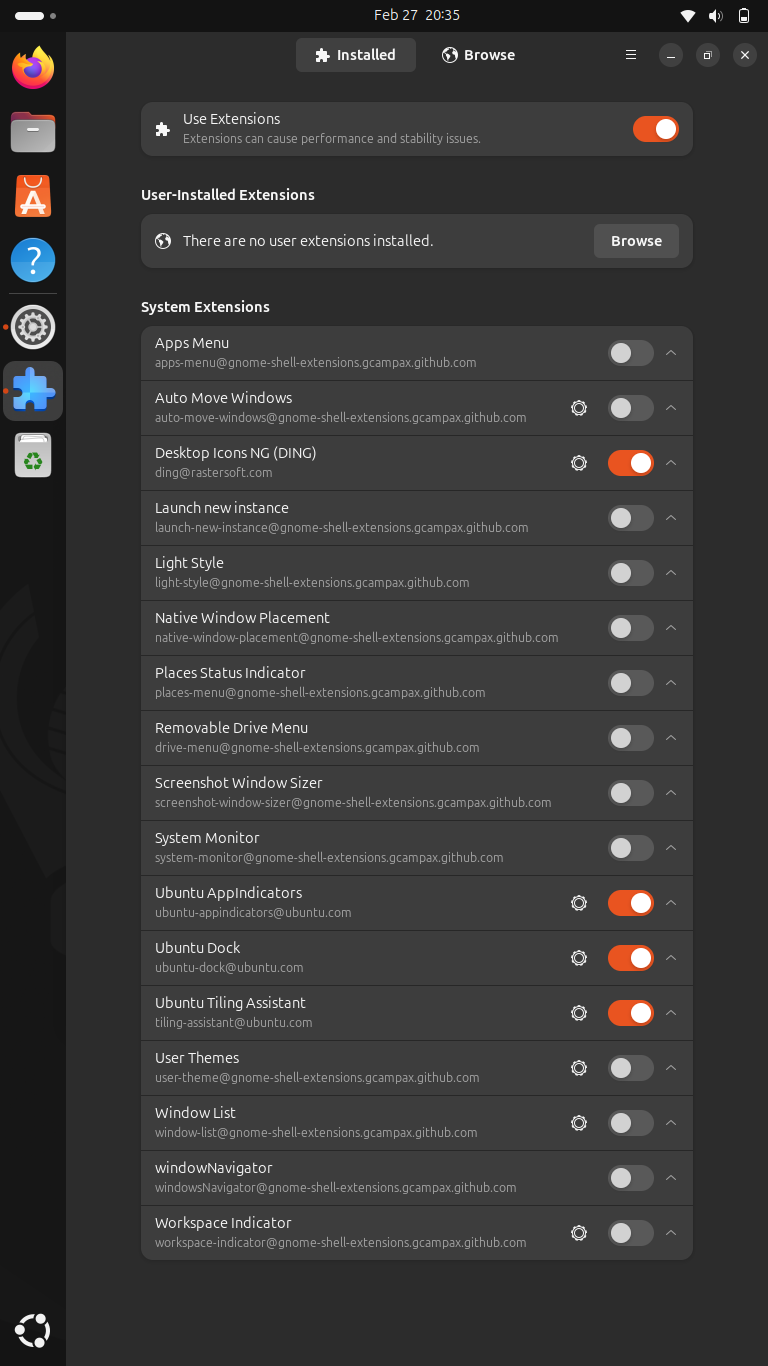 Feb 27 20:35
Installed
Browse
Use Extensions
Extensions can cause performance and stability issues.
User-Installed Extensions
There are no user extensions installed.
Browse
System Extensions
Apps Menu
apps-menu@gnome-shell-extensions.gcampax.github.com
Auto Move Windows
auto-move-windows@gnome-shell-extensions.gcampax.github.com
Desktop Icons NG (DING)
ding@rastersoft.com
Launch new instance
launch-new-instance@gnome-shell-extensions.gcampax.github.com
Light Style
light-style@gnome-shell-extensions.gcampax.github.com
Native Window Placement
native-window-placement@gnome-shell-extensions.gcampax.github.com
Places Status Indicator
places-menu@gnome-shell-extensions.gcampax.github.com
Removable Drive Menu
drive-menu@gnome-shell-extensions.gcampax.github.com
Screenshot Window Sizer
screenshot-window-sizer@gnome-shell-extensions.gcampax.github.com
System Monitor
system-monitor@gnome-shell-extensions.gcampax.github.com
Ubuntu AppIndicators
ubuntu-appindicators@ubuntu.com
Ubuntu Dock
ubuntu-dock@ubuntu.com
Ubuntu Tiling Assistant
tiling-assistant@ubuntu.com
User Themes
user-theme@gnome-shell-extensions.gcampax.github.com
Window List
window-list@gnome-shell-extensions.gcampax.github.com
windowNavigator
windowsNavigator@gnome-shell-extensions.gcampax.github.com
Workspace Indicator
workspace-indicator@gnome-shell-extensions.gcampax.github.com